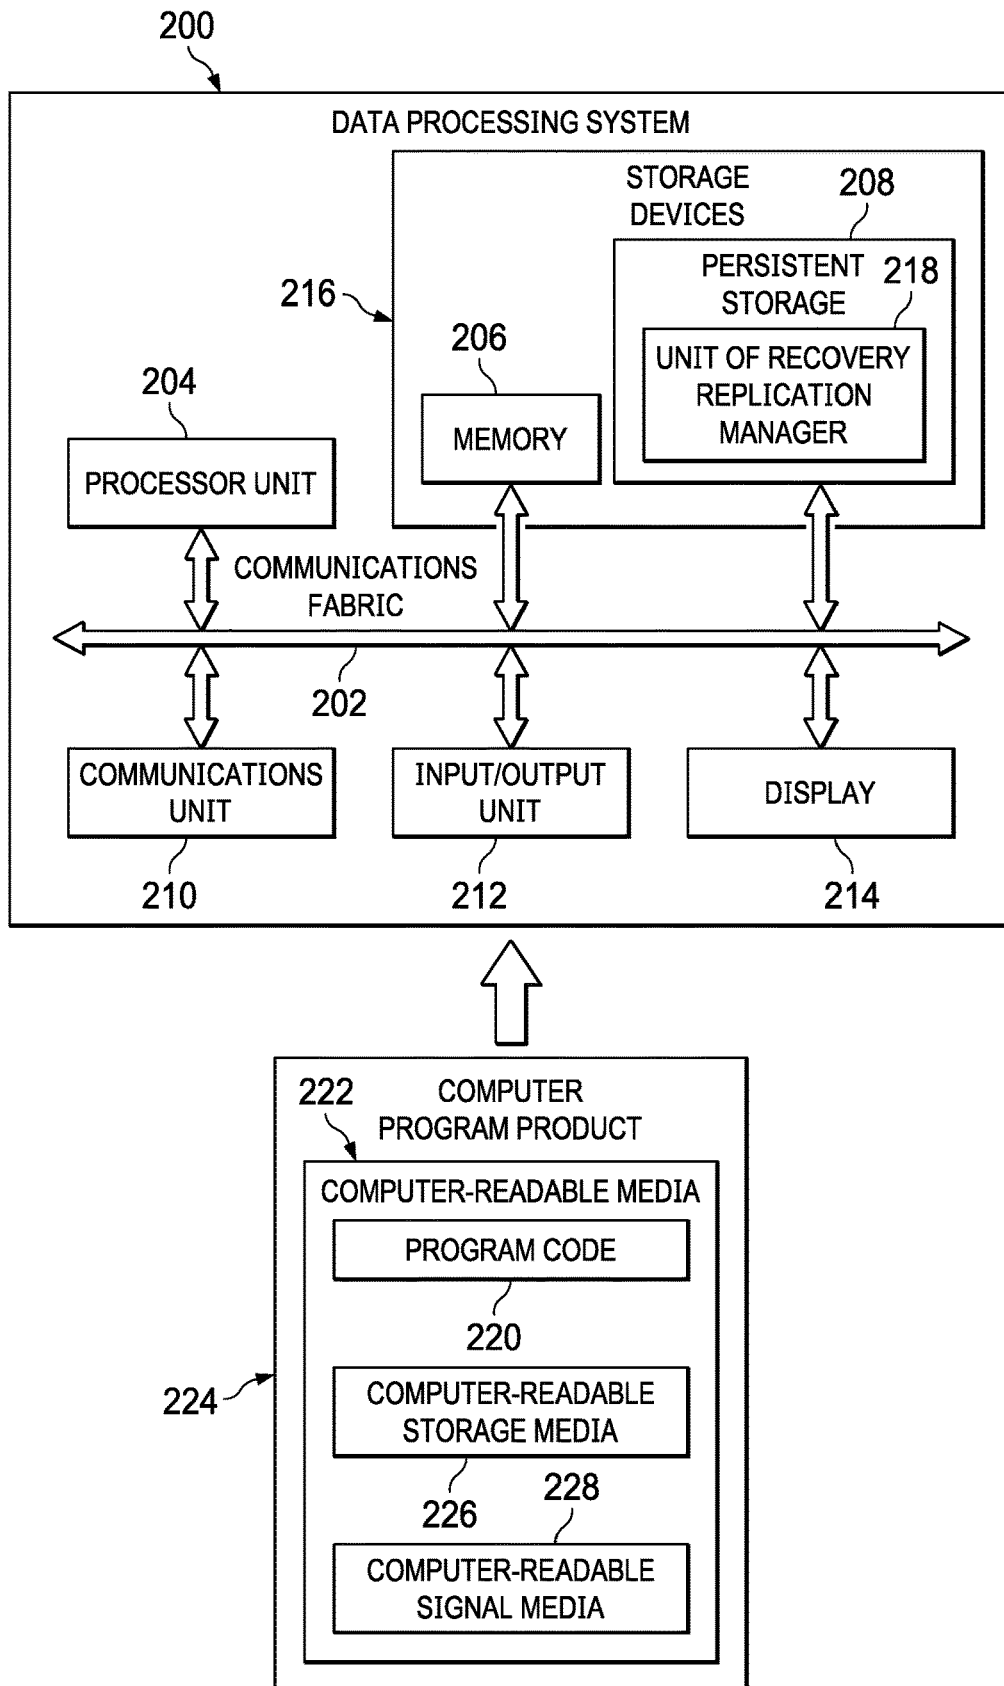 200
DATA PROCESSING SYSTEM
STORAGE
DEVICES
208
PERSISTENT
STORAGE
218
216
UNIT OF RECOVERY
REPLICATION
MANAGER
206
MEMORY
204
PROCESSOR UNIT
COMMUNICATIONS
FABRIC
202
COMMUNICATIONS
UNIT
INPUT/OUTPUT
UNIT
DISPLAY
210
212
214
222
COMPUTER
PROGRAM PRODUCT
COMPUTER-READABLE MEDIA
PROGRAM CODE
220
224
COMPUTER-READABLE
STORAGE MEDIA
226
228
COMPUTER-READABLE
SIGNAL MEDIA